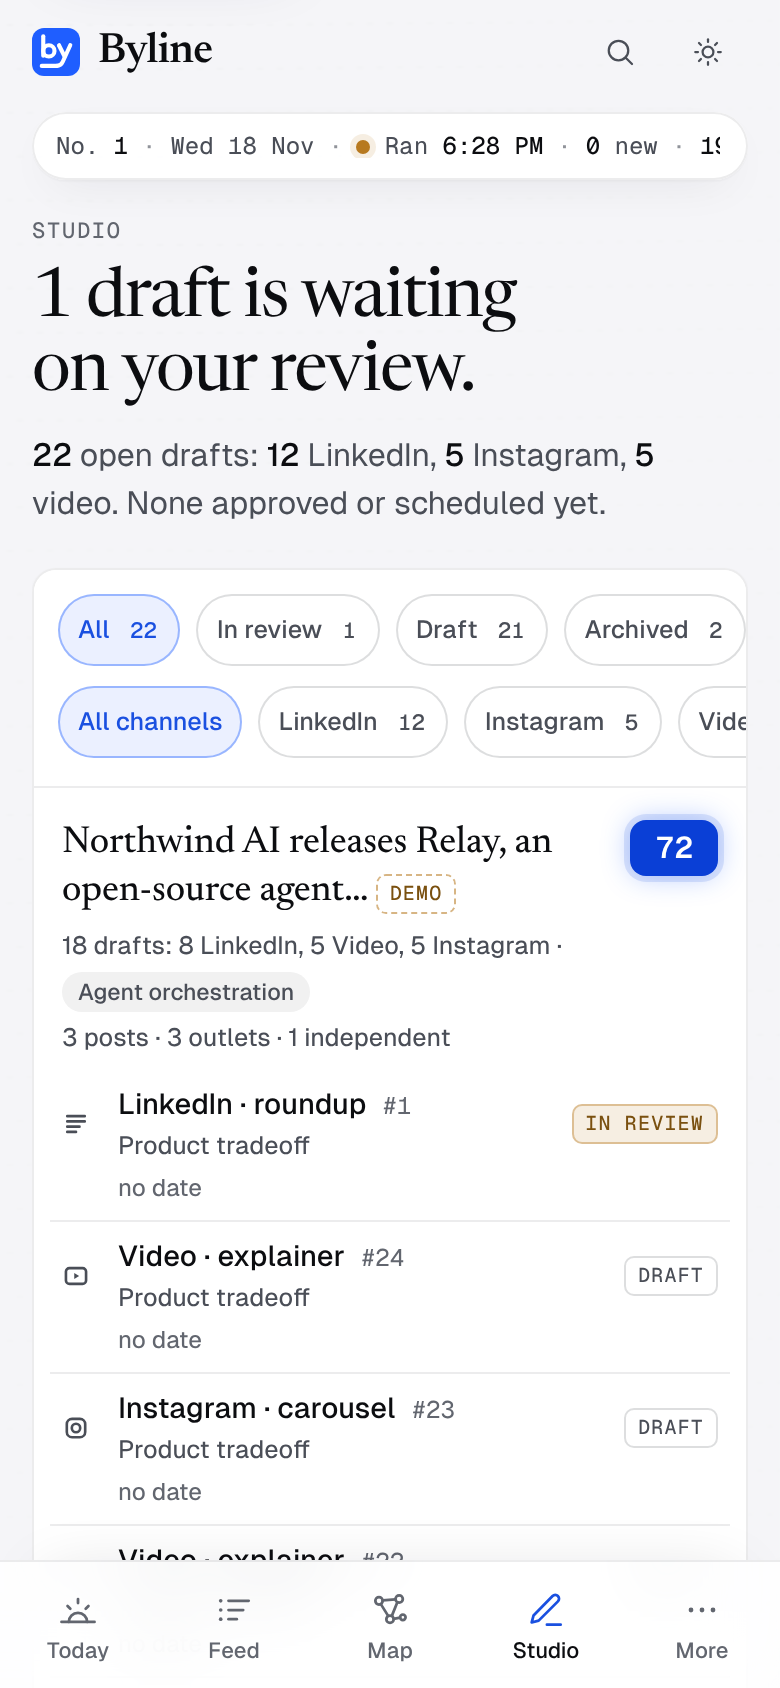 by Byline
No. 1 · Wed 18 Nov · Ran 6:28 PM · 0 new ·
STUDIO
1 draft is waiting
on your review.
22 open drafts: 12 LinkedIn, 5 Instagram, 5
video. None approved or scheduled yet.
All 22 In review 1 Draft 21 Archived 2
All channels LinkedIn 12 Instagram 5
Northwind AI releases Relay, an 72
open-source agent... DEMO
18 drafts: 8 LinkedIn, 5 Video, 5 Instagram ·
Agent orchestration
3 posts · 3 outlets · 1 independent
LinkedIn · roundup #1 IN REVIEW
Product tradeoff
no date
Video · explainer #24 DRAFT
Product tradeoff
no date
Instagram · carousel #23 DRAFT
Product tradeoff
no date
Video · explainer #22
Today Feed Map Studio More